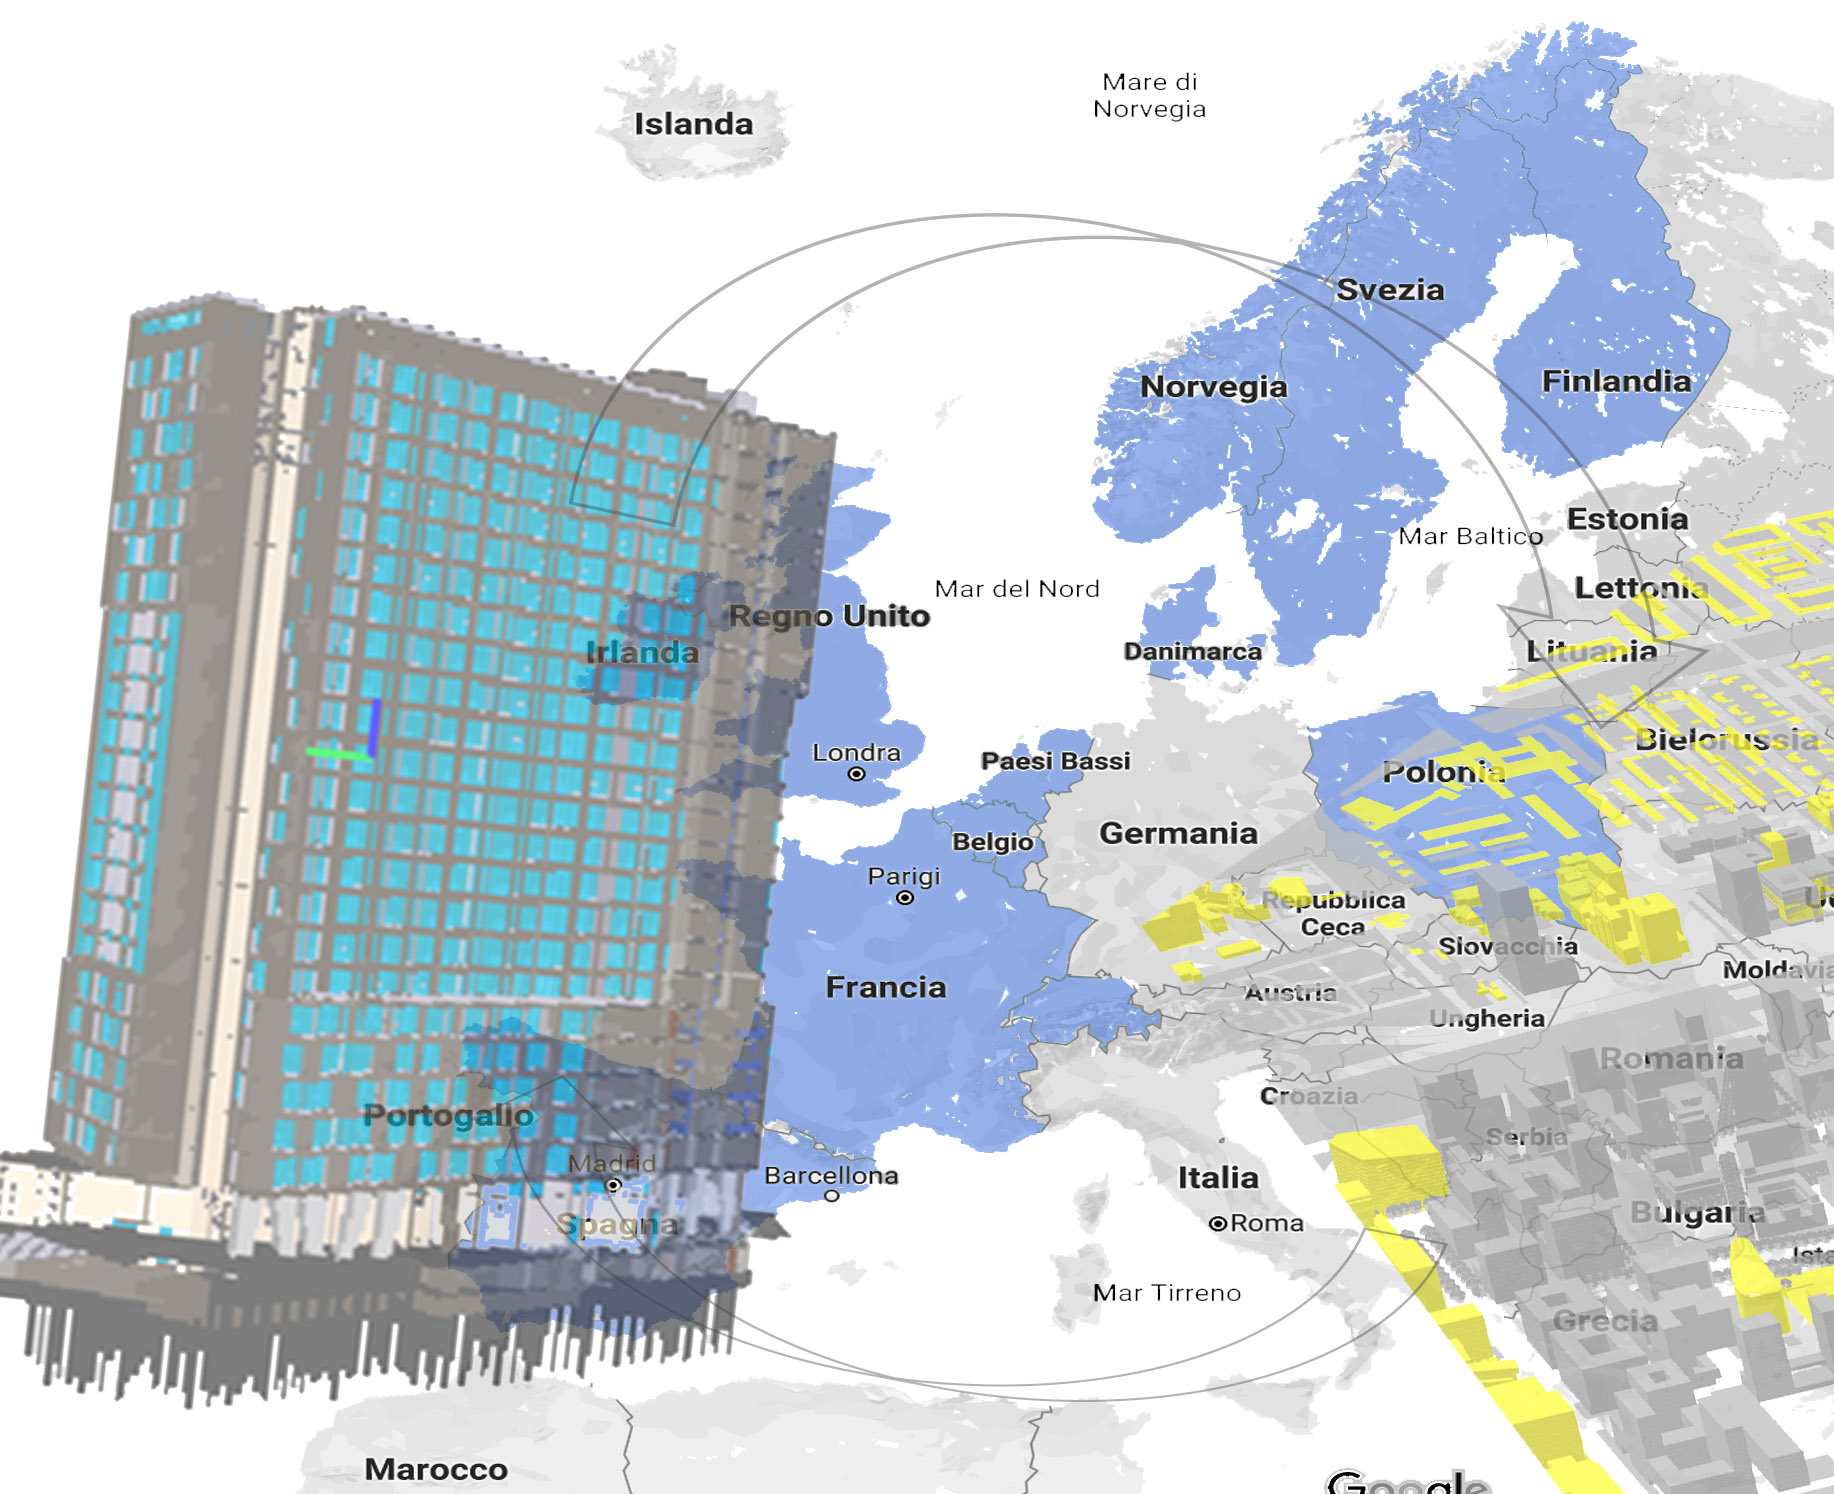 Islanda
Mare di
Norvegia
Svezia
Norvegia
Finlandia
Estonia
Mar Baltico
Mar del Nord
Lettonia
Regno Unito
Irlanda
Danimarca
Lituania
Londra
Paesi Bassi
Polonia
Bielorussia
Belgio
Germania
Parigi
Repubblica
Ceca
Slovacchia
Moldavia
Francia
Austria
Ungheria
Romania
Croazia
Portogallo
Serbia
Madrid
Barcellona
Italia
Spagna
Roma
Bulgaria
Mar Tirreno
Grecia
Marocco
Google